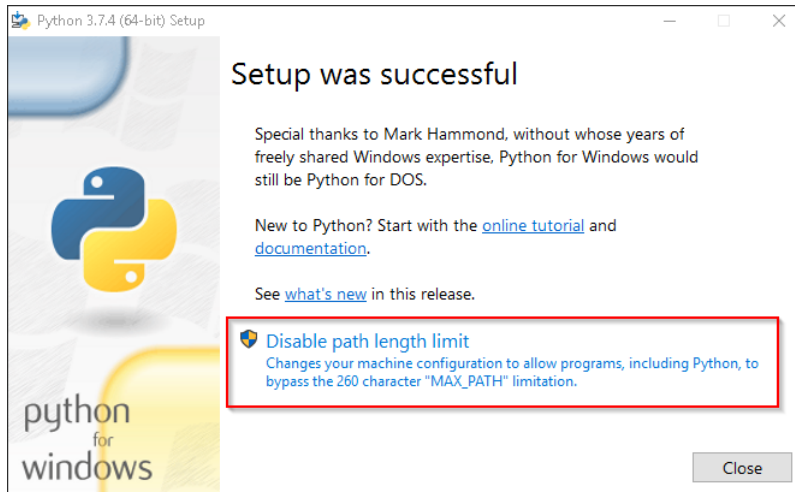 Python 3.7.4 (64-bit) Setup
Setup was successful
Special thanks to Mark Hammond, without whose years of
freely shared Windows expertise, Python for Windows would
still be Python for DOS.
New to Python? Start with the online tutorial and
documentation.
See what's new in this release.
Disable path length limit
Changes your machine configuration to allow programs, including Python, to
bypass the 260 character "MAX_PATH" limitation.
python
for
windows
Close